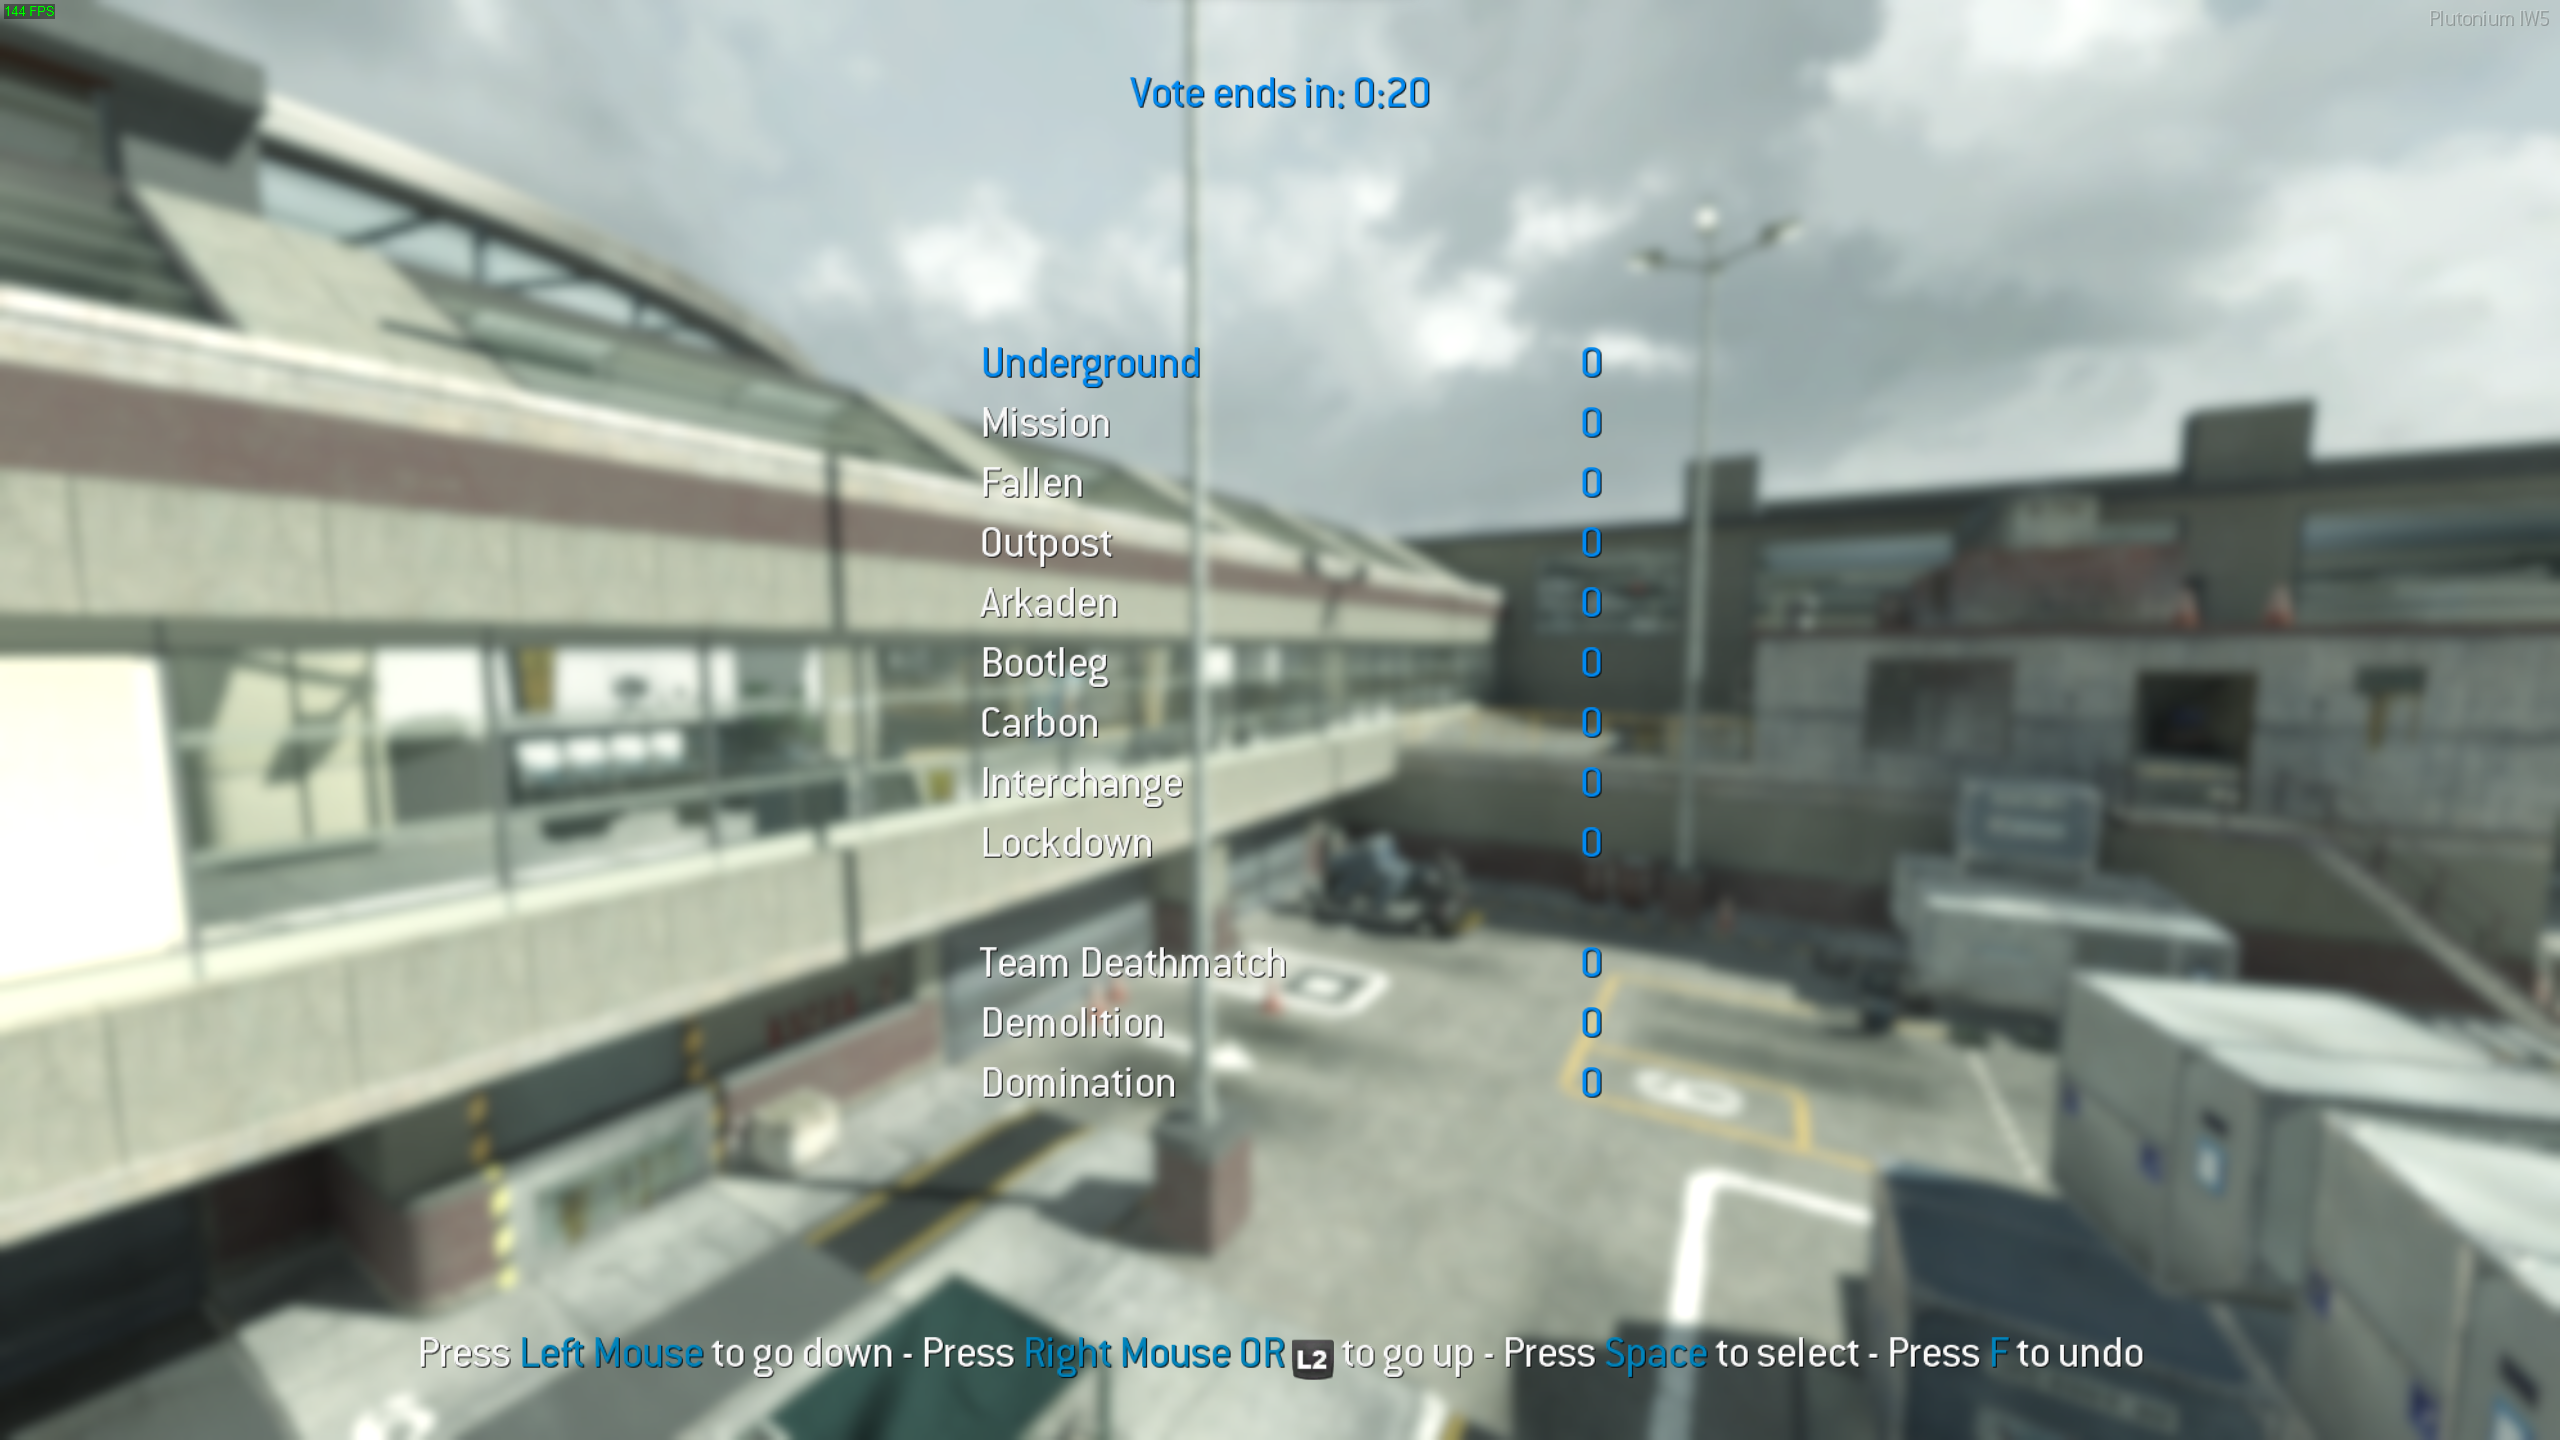 144 FPS
Plutonium IW5
Vote ends in: 0:20
Underground 0
Mission 0
Fallen 0
Outpost 0
Arkaden 0
Bootleg 0
Carbon 0
Interchange 0
Lockdown 0
Team Deathmatch 0
Demolition 0
Domination 0
Press Left Mouse to go down - Press Right Mouse OR L2 to go up - Press Space to select - Press F to undo